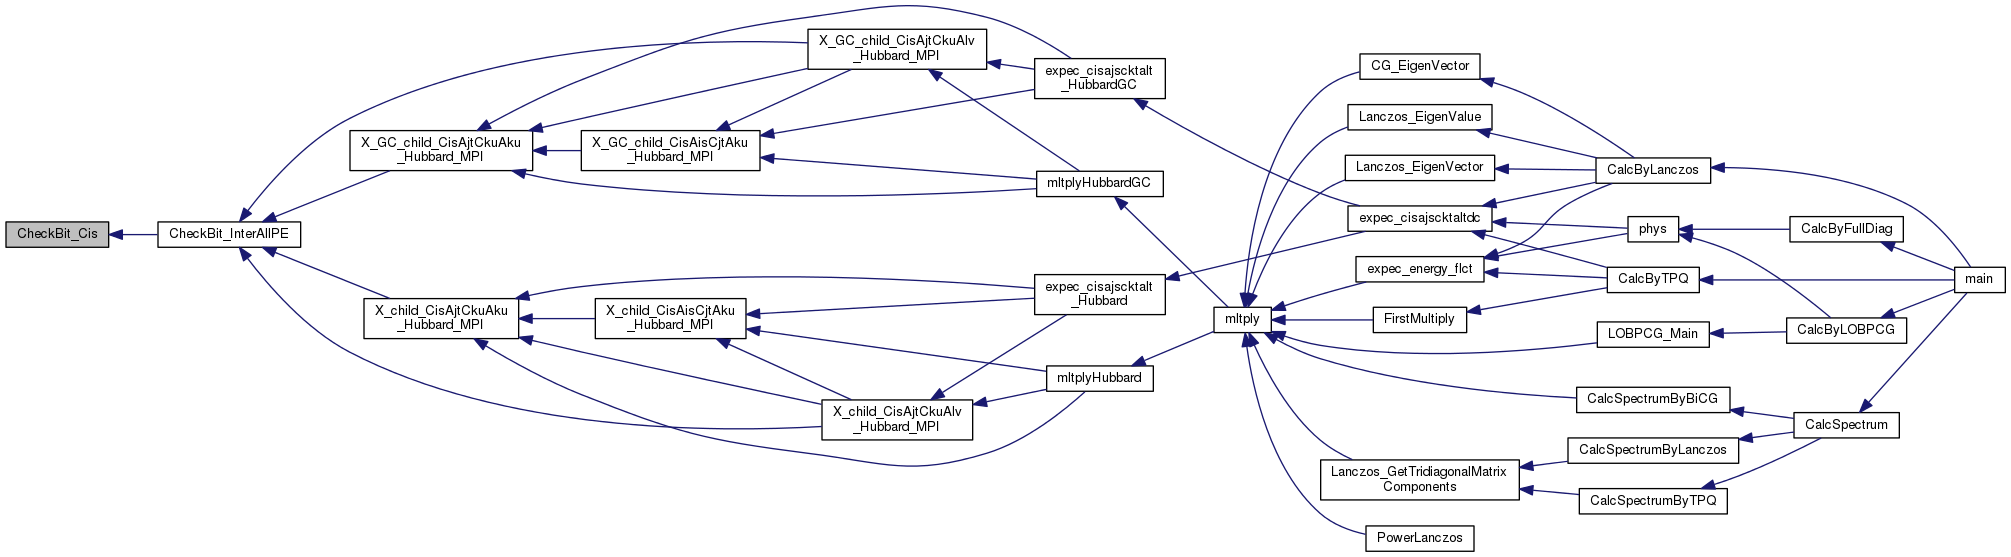 CheckBit_Cis
CheckBit_InterAllPE
X_GC_child_CisAjtCkuAku
_Hubbard_MPI
X_child_CisAjtCkuAku
_Hubbard_MPI
X_GC_child_CisAisCjtAku
_Hubbard_MPI
X_child_CisAisCjtAku
_Hubbard_MPI
X_GC_child_CisAjtCkuAlv
_Hubbard_MPI
X_child_CisAjtCkuAlv
_Hubbard_MPI
expec_cisajscktalt
_HubbardGC
mltplyHubbardGC
expec_cisajscktalt
_Hubbard
mltplyHubbard
mltply
CG_EigenVector
Lanczos_EigenValue
Lanczos_EigenVector
expec_cisajscktaltdc
expec_energy_flct
FirstMultiply
Lanczos_GetTridiagonalMatrix
Components
PowerLanczos
CalcByLanczos
phys
CalcByTPQ
LOBPCG_Main
CalcSpectrumByBiCG
CalcSpectrumByLanczos
CalcSpectrumByTPQ
CalcByFullDiag
CalcByLOBPCG
CalcSpectrum
main